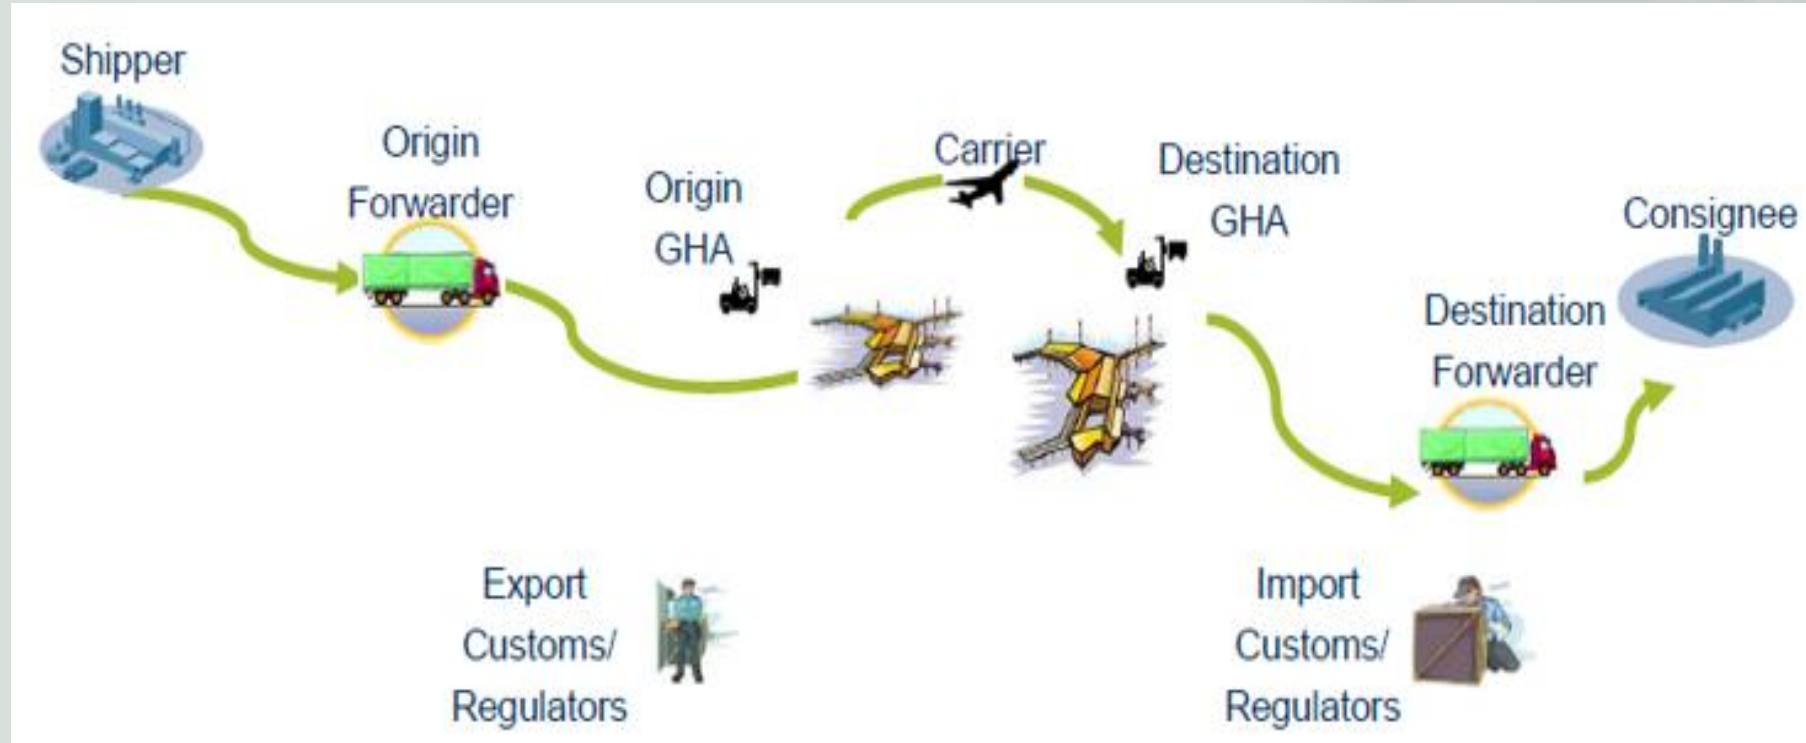 Shipper
Origin
Forwarder
Origin
GHA
Carrier
Destination
GHA
Consignee
Destination
Forwarder
Export
Customs/
Regulators
Import
Customs/
Regulators